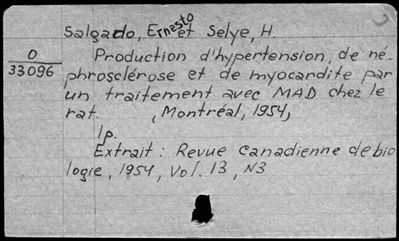 Salgado, Ernesto et Selye, H.
0
33096
Production d'hypertension, de né-
phrosclérose et de myocardite par
un traitement avec MAD chez le
rat. , Montréal, 1954,
1p.
Extrait : Revue canadienne de bio
logie, 1954, Vol. 13, N3